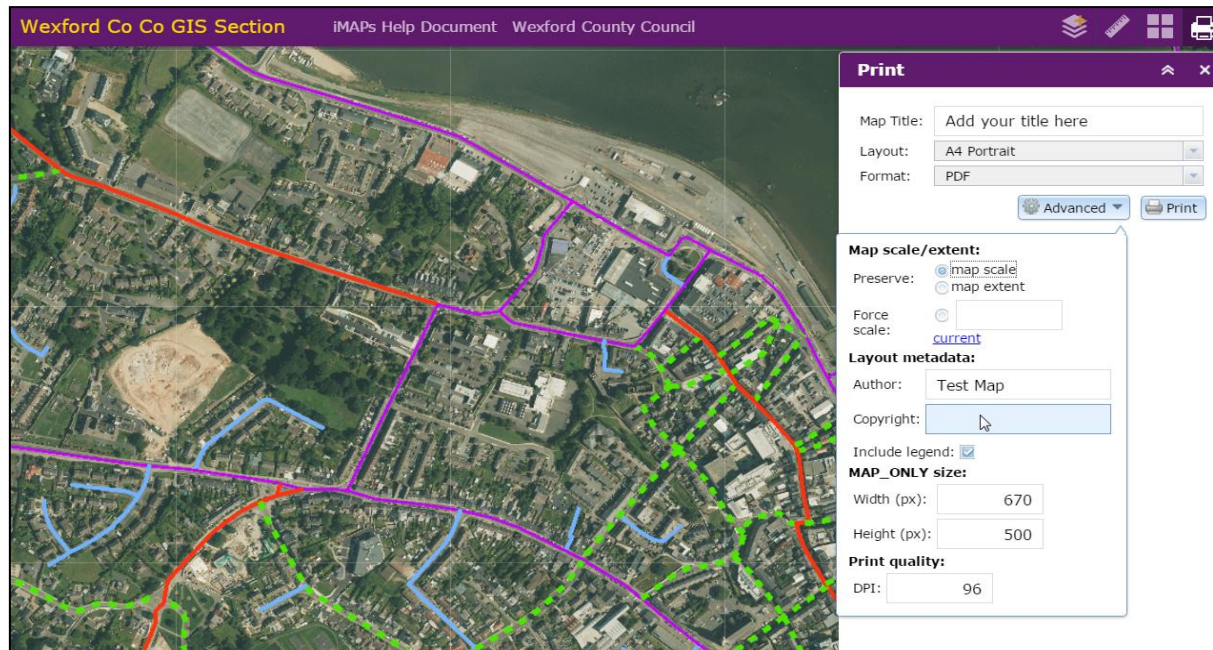 Wexford Co Co GIS Section iMAPs Help Document Wexford County Council
Print
Map Title: Add your title here
Layout: A4 Portrait
Format: PDF
Advanced Print
Map scale/extent:
Preserve: map scale
map extent
Force
scale:
current
Layout metadata:
Author: Test Map
Copyright:
Include legend:
MAP_ONLY size:
Width (px): 670
Height (px): 500
Print quality:
DPI: 96